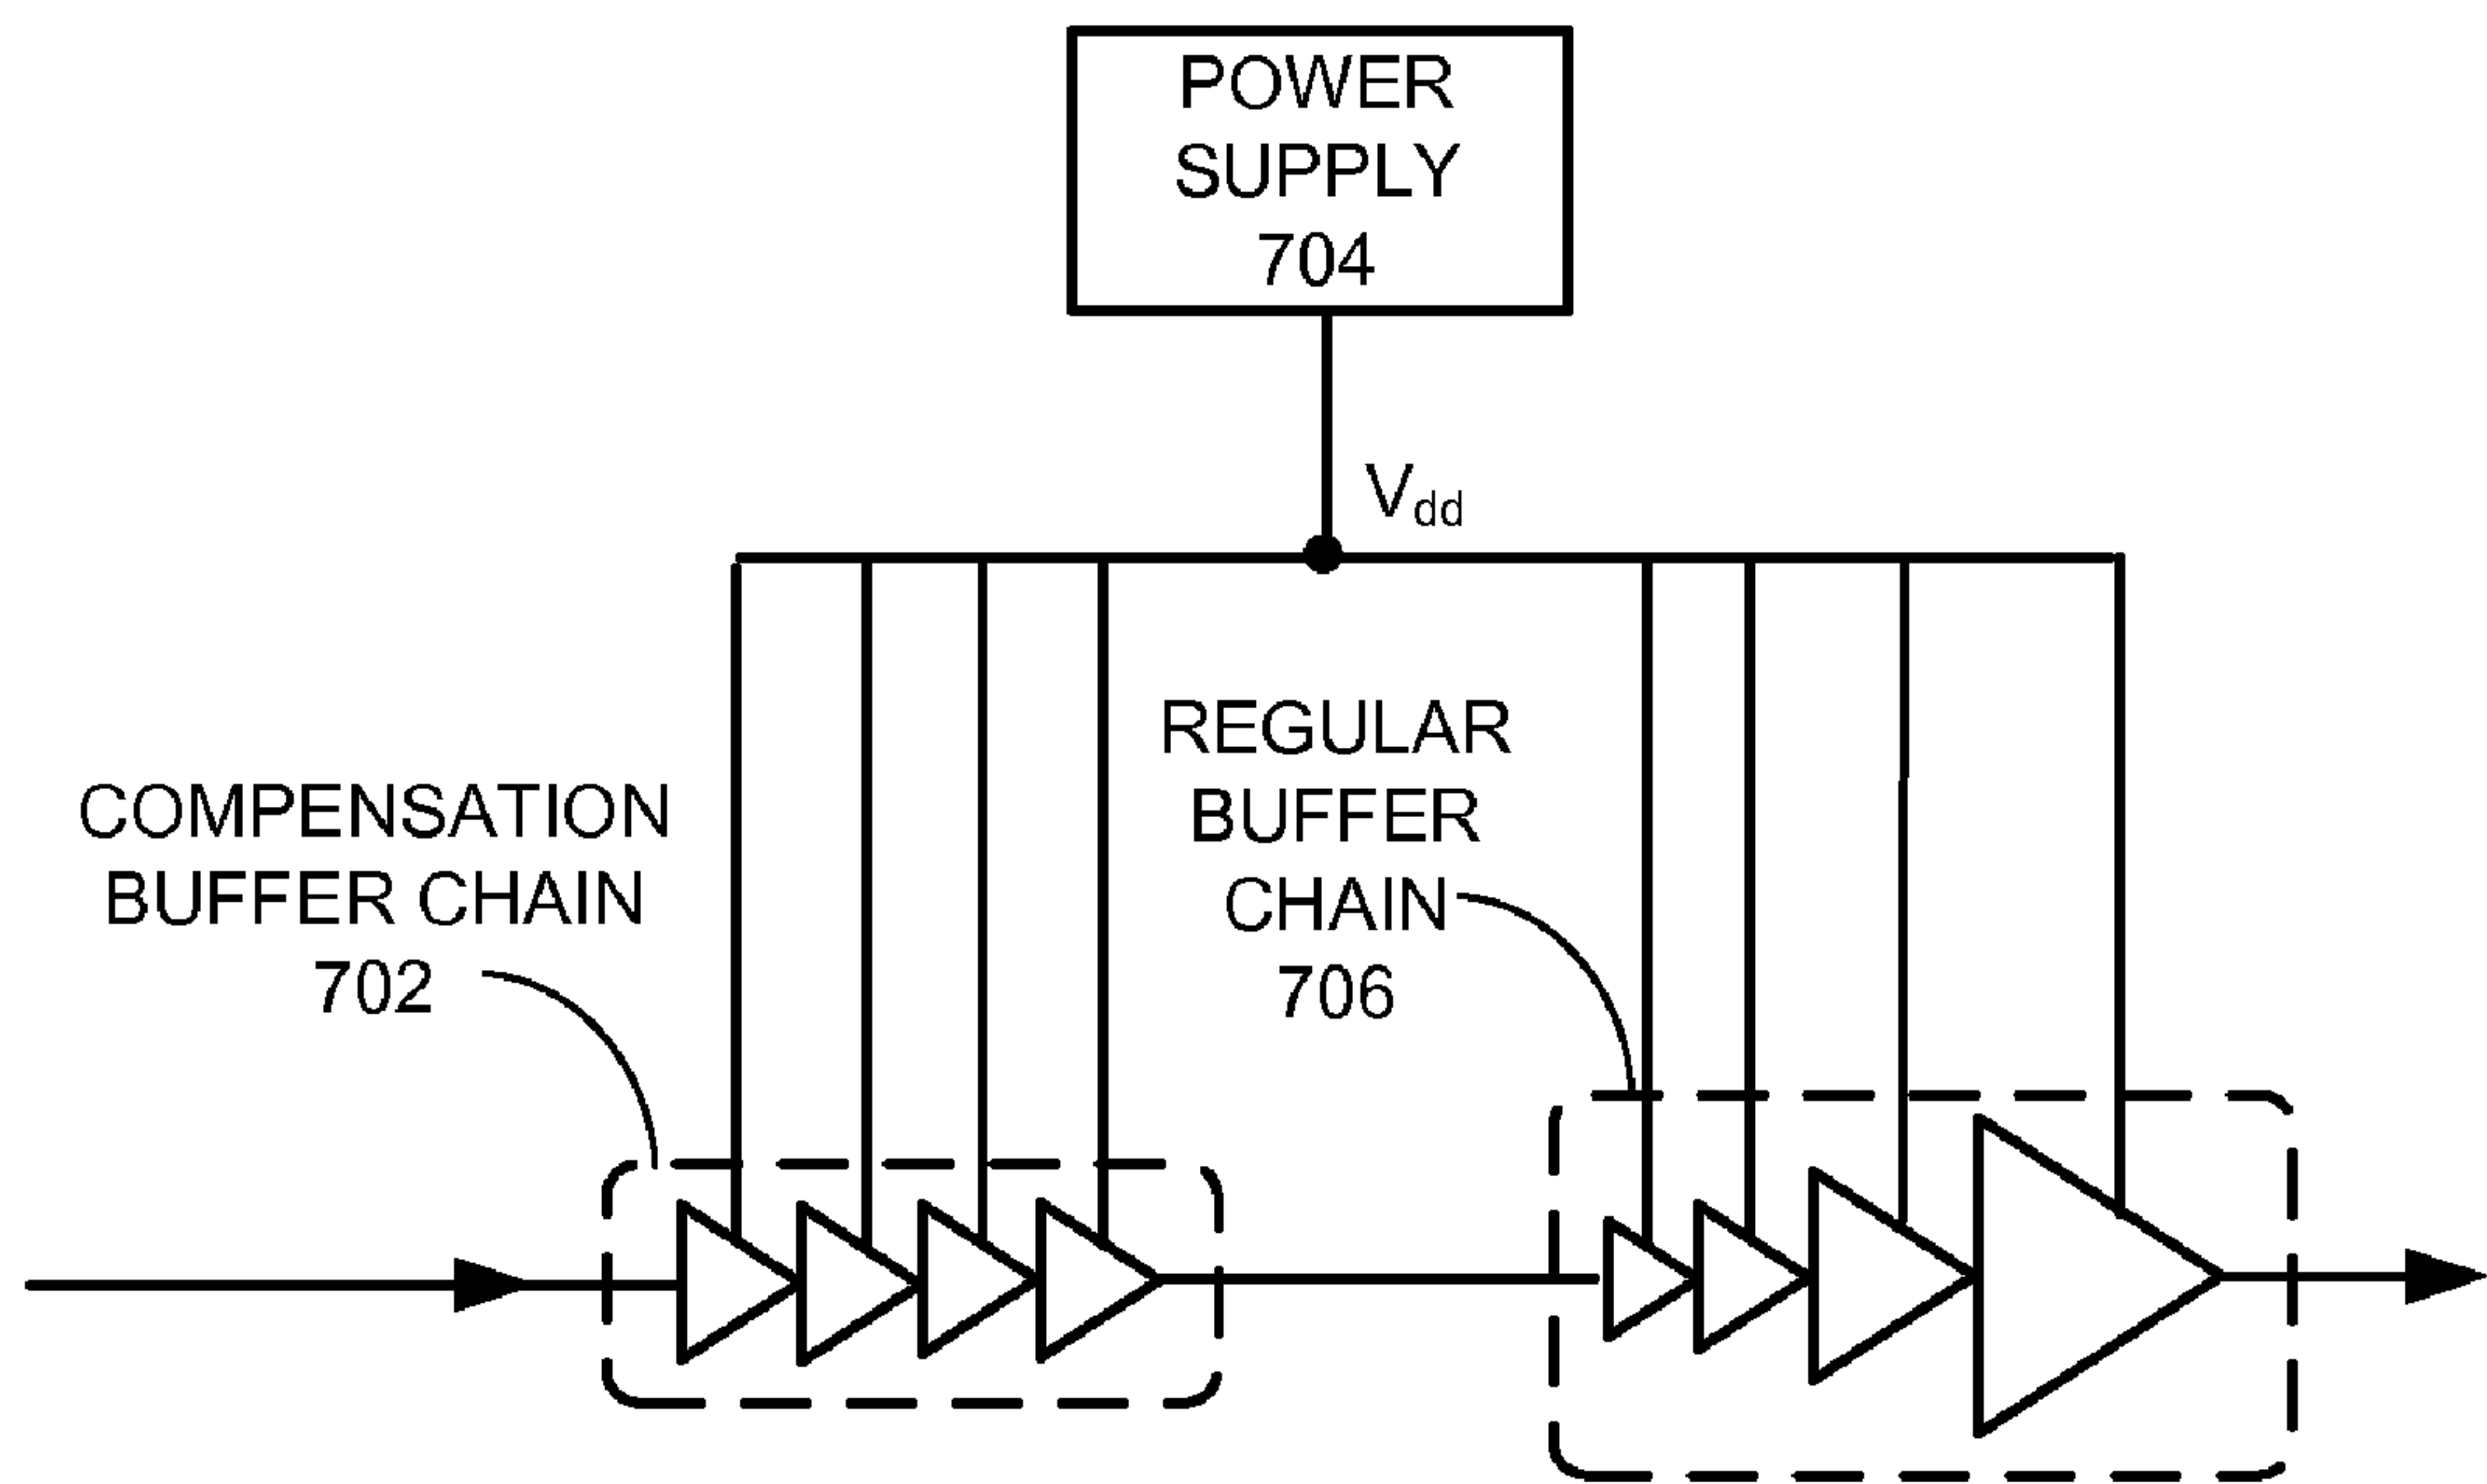 POWER
SUPPLY
704
Vdd
REGULAR
BUFFER
CHAIN
706
COMPENSATION
BUFFER CHAIN
702